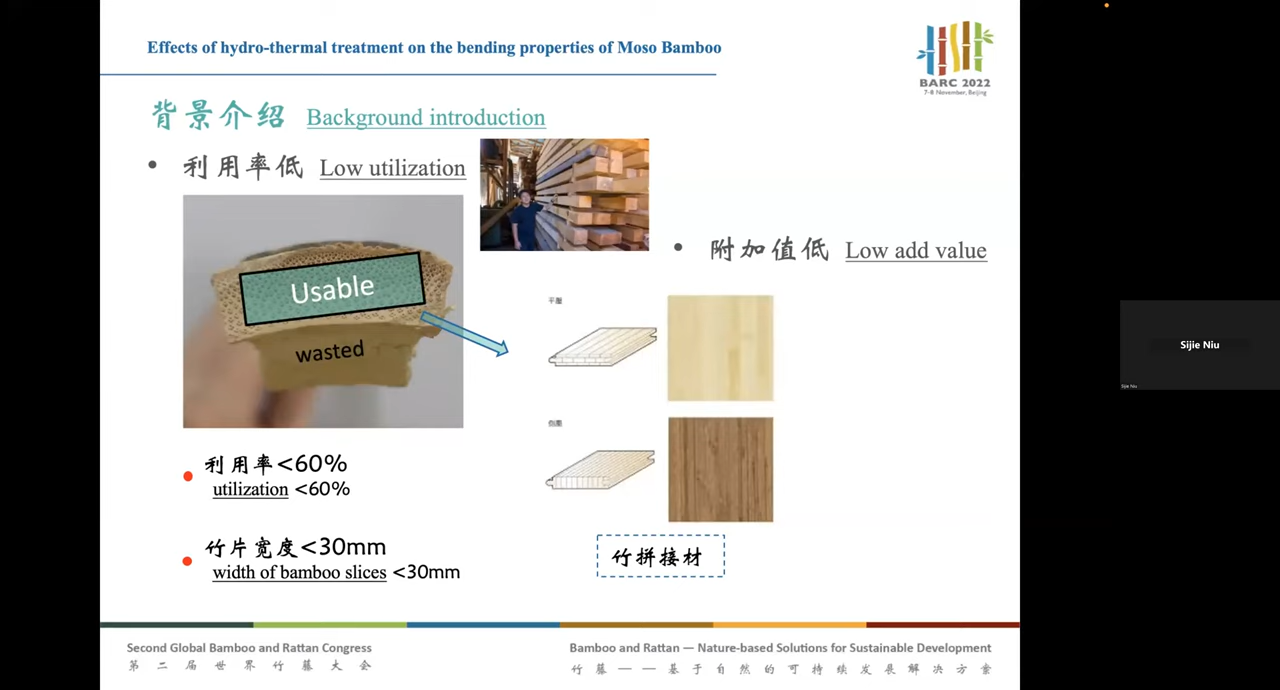 Effects of hydro-thermal treatment on the bending properties of Moso Bamboo
BARC 2022
7-8 November, Beijing
背景介绍 Background introduction
• 利用率低 Low utilization
• 附加值低 Low add value
Usable
wasted
平压
侧压
• 利用率<60%
utilization <60%
• 竹片宽度<30mm
width of bamboo slices <30mm
竹拼接材
Second Global Bamboo and Rattan Congress
第二届世界竹藤大会
Bamboo and Rattan — Nature-based Solutions for Sustainable Development
竹藤——基于自然的可持续发展解决方案
Sijie Niu
Sijie Niu